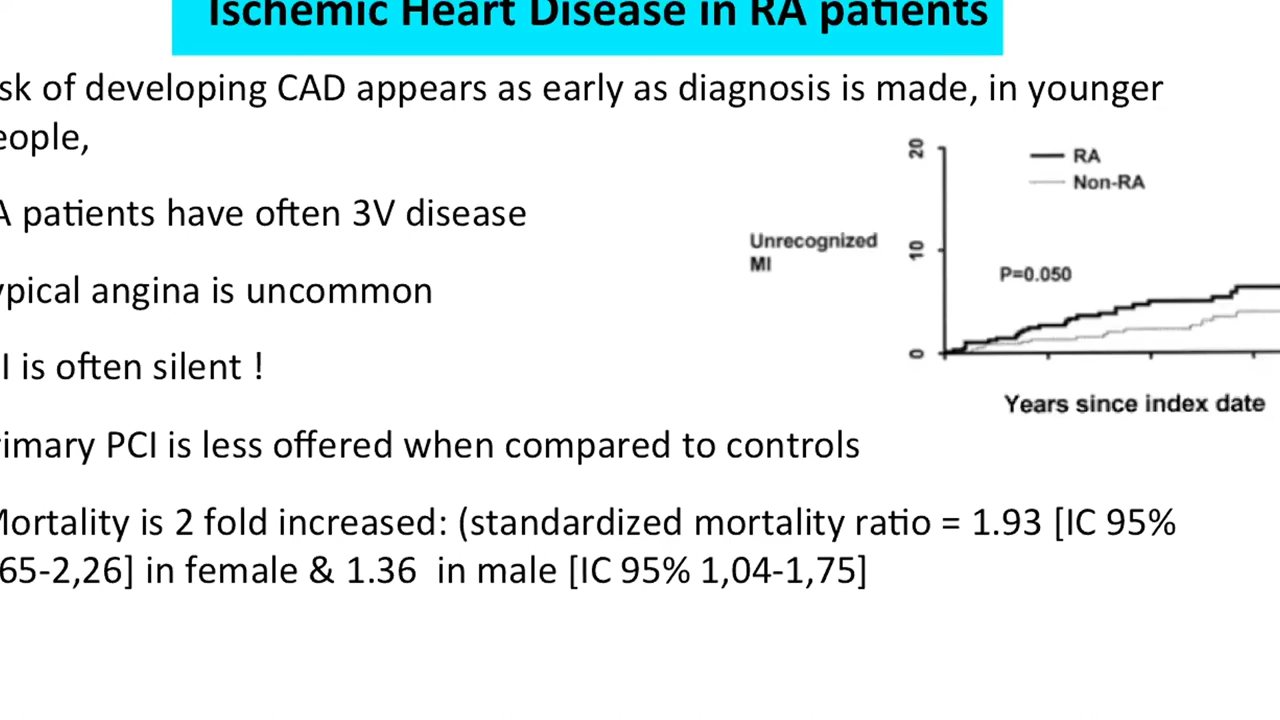 Ischemic Heart Disease in RA patients
sk of developing CAD appears as early as diagnosis is made, in younger
eople,
A patients have often 3V disease
ypical angina is uncommon
I is often silent !
rimary PCI is less offered when compared to controls
Mortality is 2 fold increased: (standardized mortality ratio = 1.93 [IC 95%
65-2,26] in female & 1.36 in male [IC 95% 1,04-1,75]
20
RA
Non-RA
Unrecognized
MI
10
P=0.050
0
Years since index date